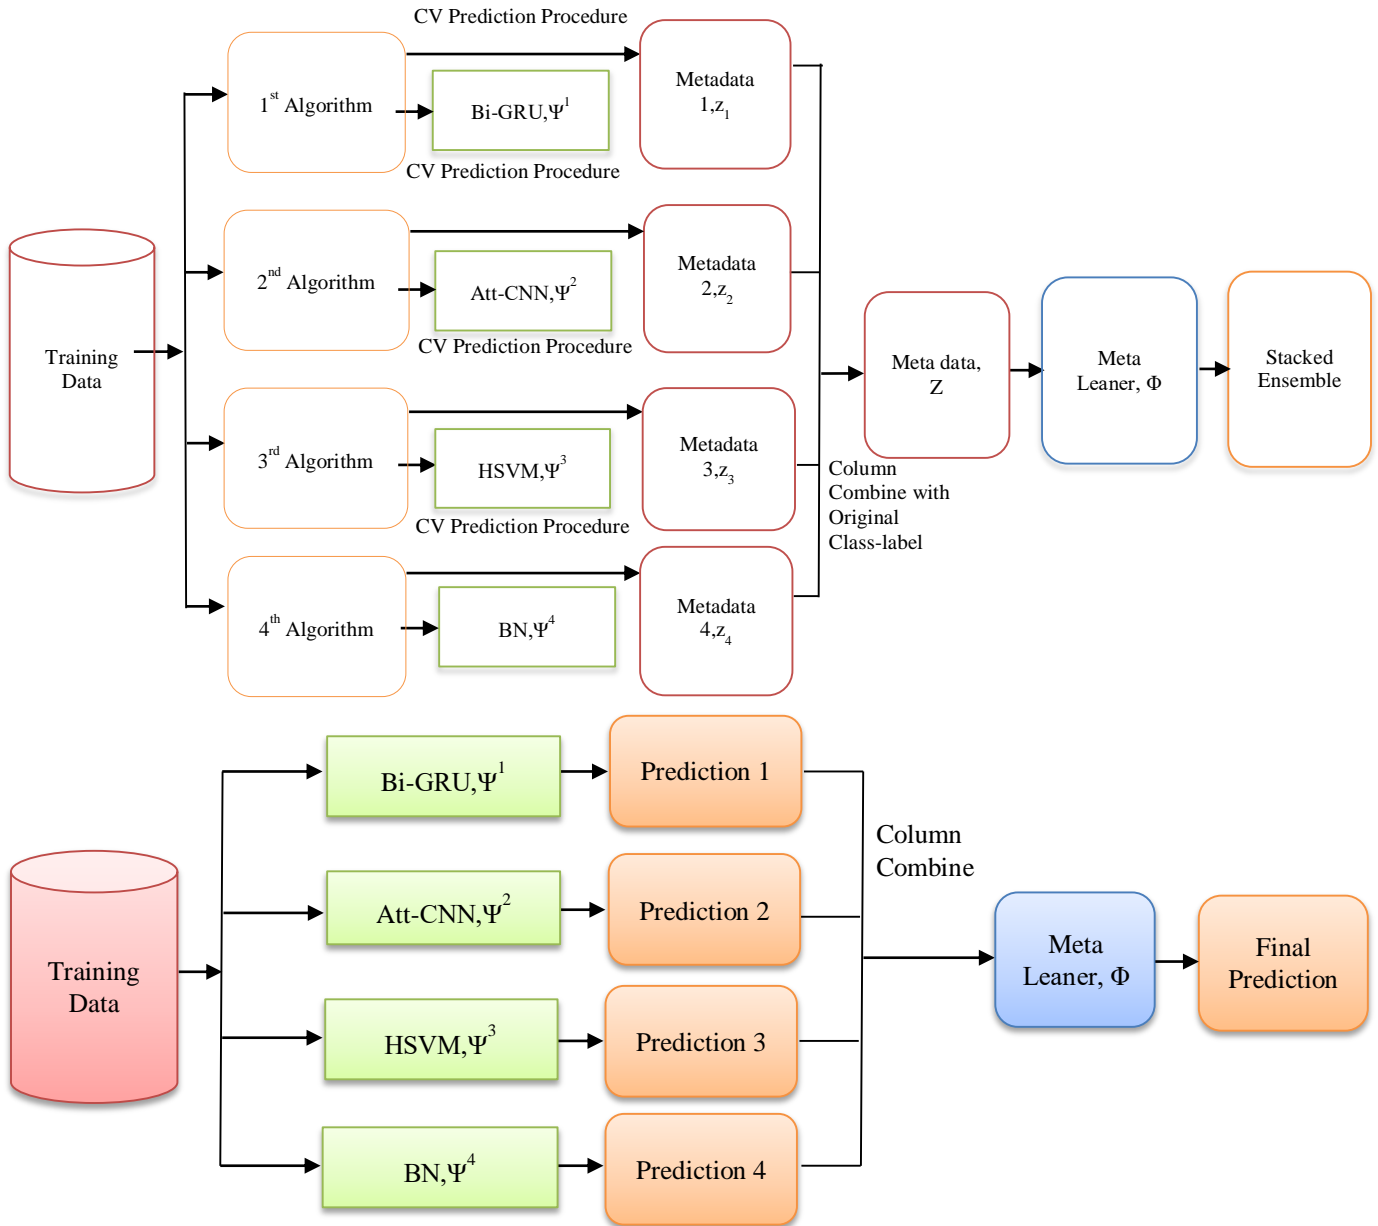 CV Prediction Procedure
1st Algorithm
Bi-GRU,Ψ1
Metadata
1,z1
CV Prediction Procedure
2nd Algorithm
Att-CNN,Ψ2
Metadata
2,z2
CV Prediction Procedure
3rd Algorithm
HSVM,Ψ3
Metadata
3,z3
CV Prediction Procedure
4th Algorithm
BN,Ψ4
Metadata
4,z4
Training
Data
Column
Combine with
Original
Class-label
Meta data,
Z
Meta
Leaner, Φ
Stacked
Ensemble
Training
Data
Bi-GRU,Ψ1
Prediction 1
Att-CNN,Ψ2
Prediction 2
HSVM,Ψ3
Prediction 3
BN,Ψ4
Prediction 4
Column
Combine
Meta
Leaner, Φ
Final
Prediction